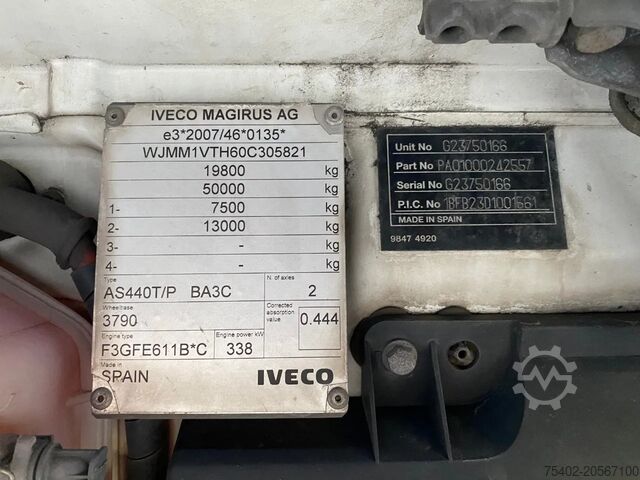 IVECO MAGIRUS AG
e3*2007/46*0135*
WJMM1VTH60C305821
19800 kg
50000 kg
1- 7500 kg
2- 13000 kg
3- - kg
4- - kg
Type N. of axles
AS440T/P BA3C 2
Wheelbase Corrected absorption value
3790 0.444
Engine type Engine power kW
F3GFE611B*C 338
Made in
SPAIN IVECO
Unit No G23750166
Part No PA01000242557
Serial No G23750166
P.I.C. No 1BFB2301001561
MADE IN SPAIN
9847 4920
75402-20567100